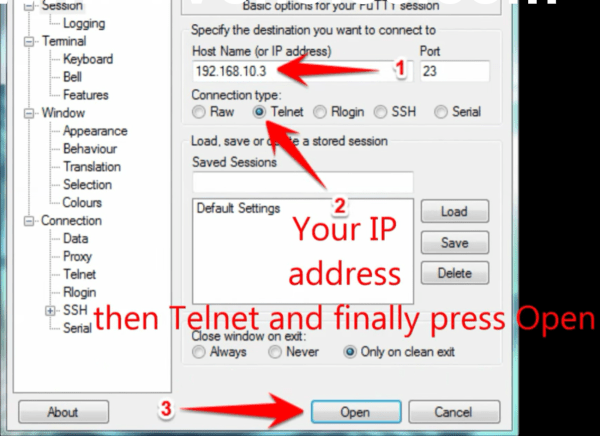 Session
Logging
Terminal
Keyboard
Bell
Features
Window
Appearance
Behaviour
Translation
Selection
Colours
Connection
Data
Proxy
Telnet
Rlogin
SSH
Serial
About
Basic options for your PuTTY session
Specify the destination you want to connect to
Host Name (or IP address) Port
192.168.10.3 23
1
Connection type:
Raw Telnet Rlogin SSH Serial
Load, save or delete a stored session
Saved Sessions
2
Default Settings
Load
Save
Delete
Your IP
address
then Telnet and finally press Open
Close window on exit:
Always Never Only on clean exit
3
Open Cancel